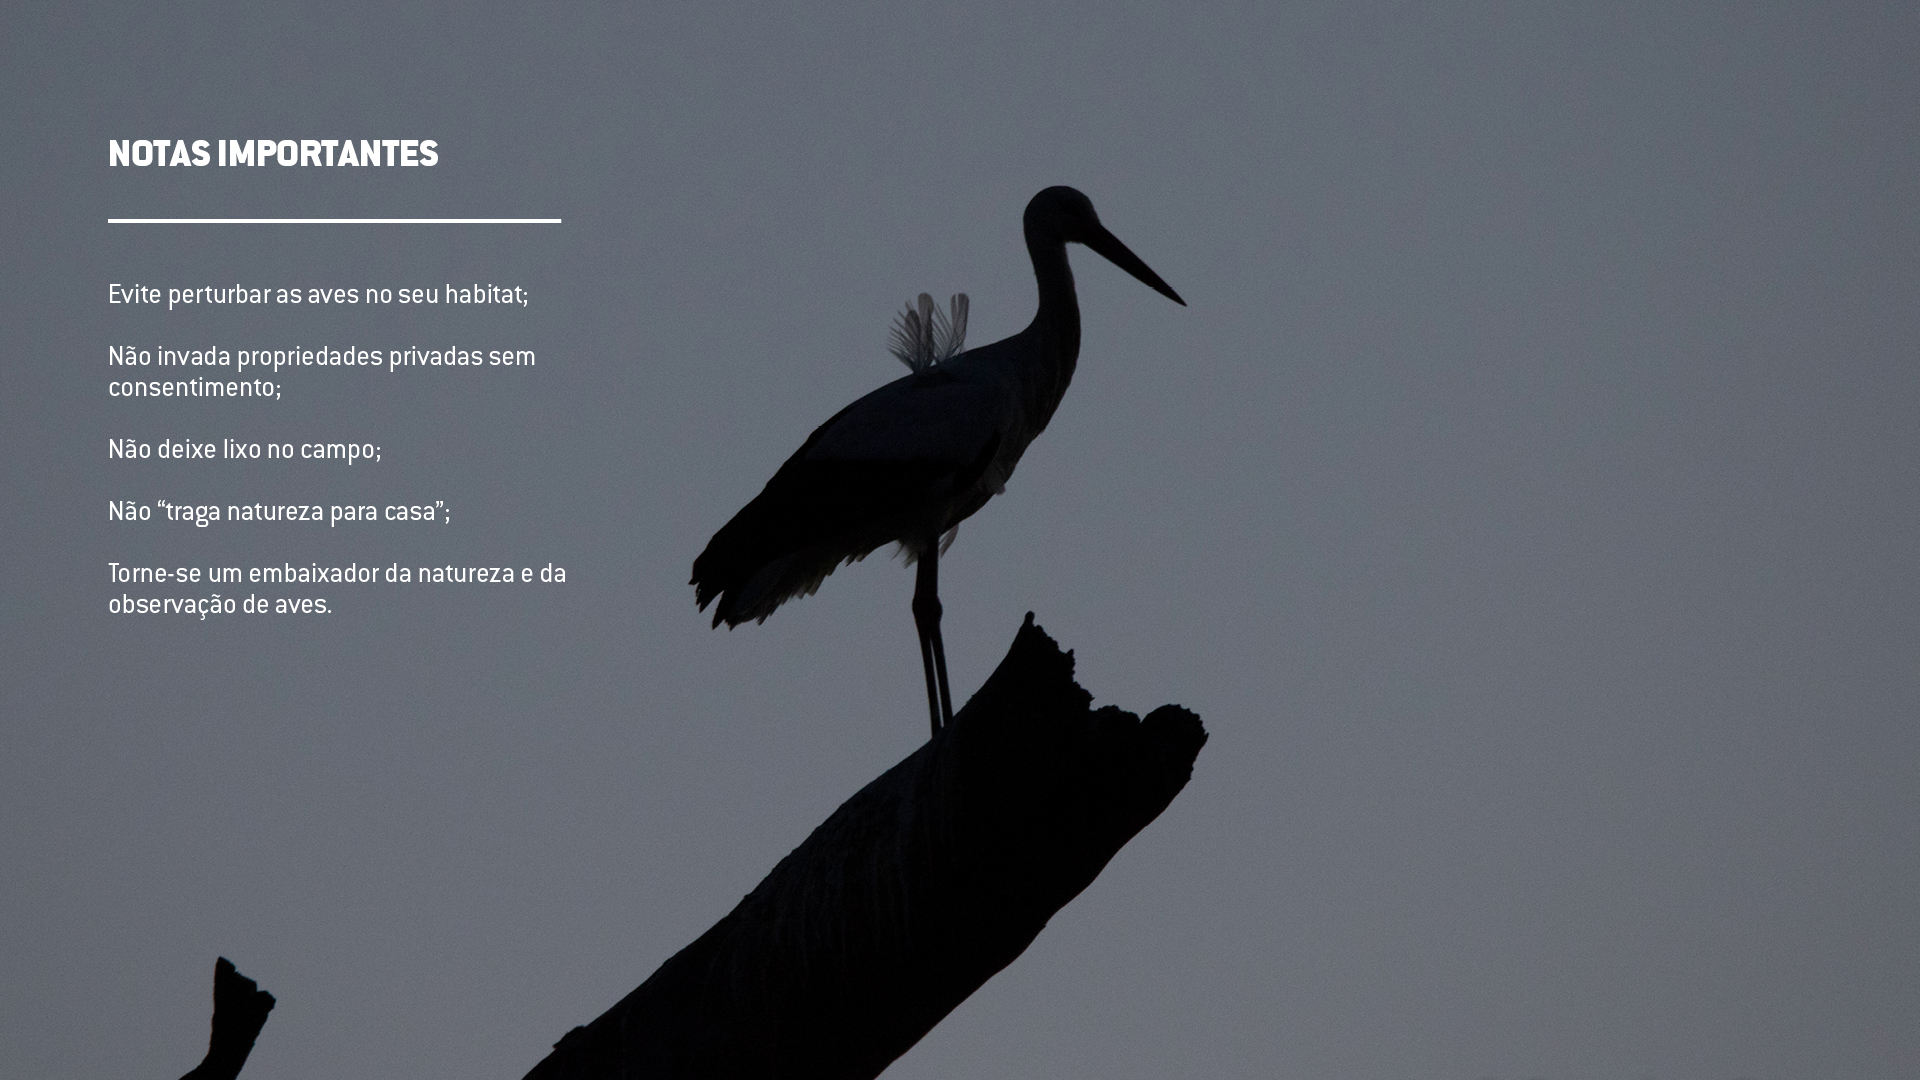 NOTAS IMPORTANTES
Evite perturbar as aves no seu habitat;
Não invada propriedades privadas sem
consentimento;
Não deixe lixo no campo;
Não “traga natureza para casa”;
Torne-se um embaixador da natureza e da
observação de aves.